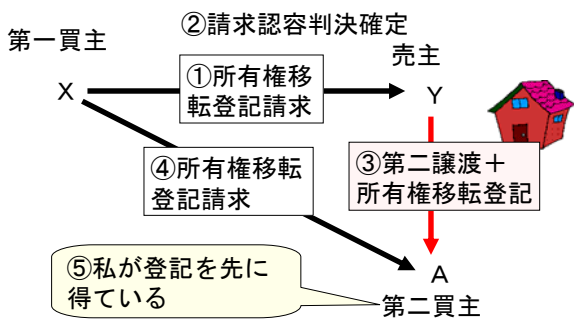 ②請求認容判決確定
第一買主
売主
①所有権移
転登記請求
X
Y
④所有権移転
登記請求
③第二譲渡＋
所有権移転登記
⑤私が登記を先に
得ている
A
第二買主